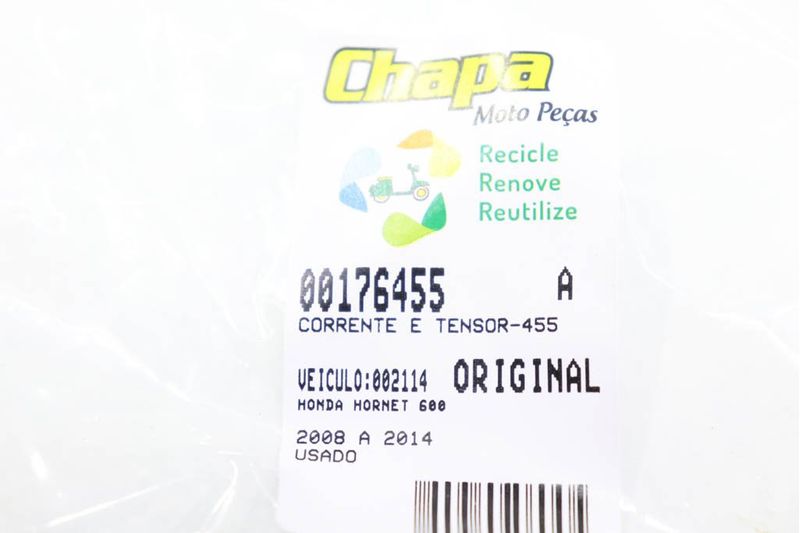 Chapa
Moto Peças
Recicle
Renove
Reutilize
00176455 A
CORRENTE E TENSOR-455
VEICULO:002114 ORIGINAL
HONDA HORNET 600
2008 A 2014
USADO